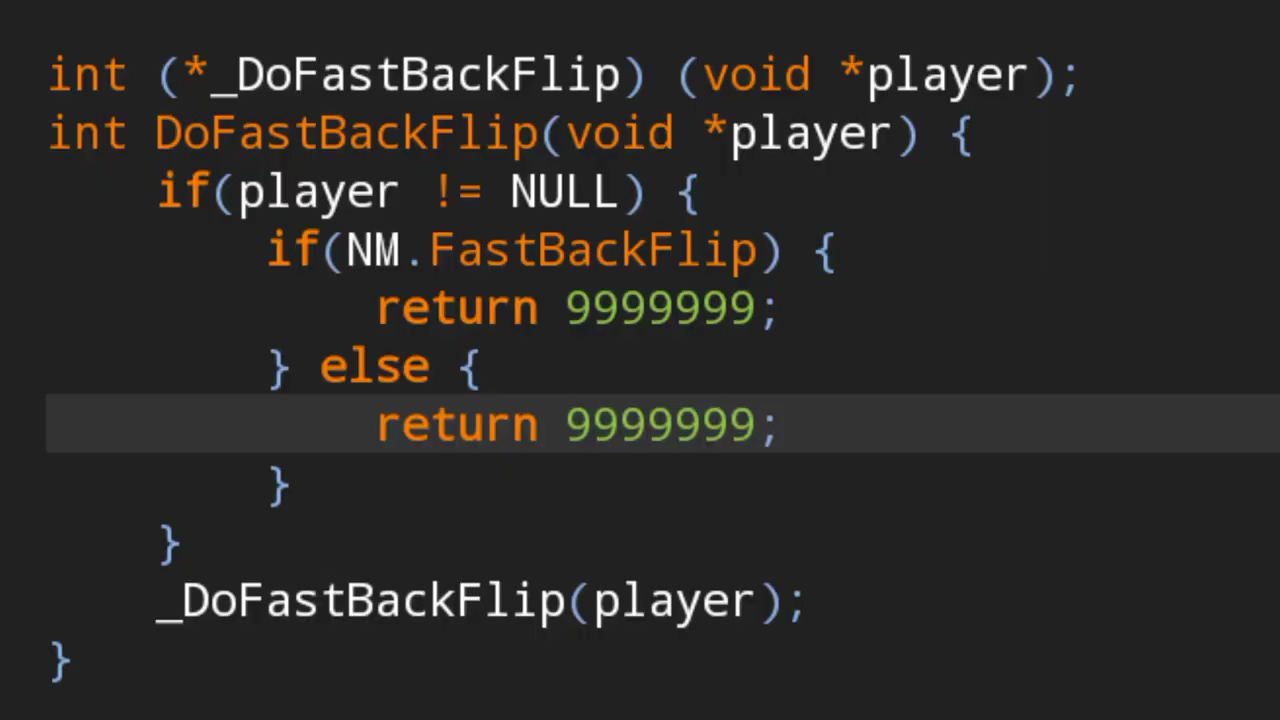 int (*_DoFastBackFlip) (void *player);
int DoFastBackFlip(void *player) {
    if(player != NULL) {
        if(NM.FastBackFlip) {
            return 9999999;
        } else {
            return 9999999;
        }
    }
    _DoFastBackFlip(player);
}